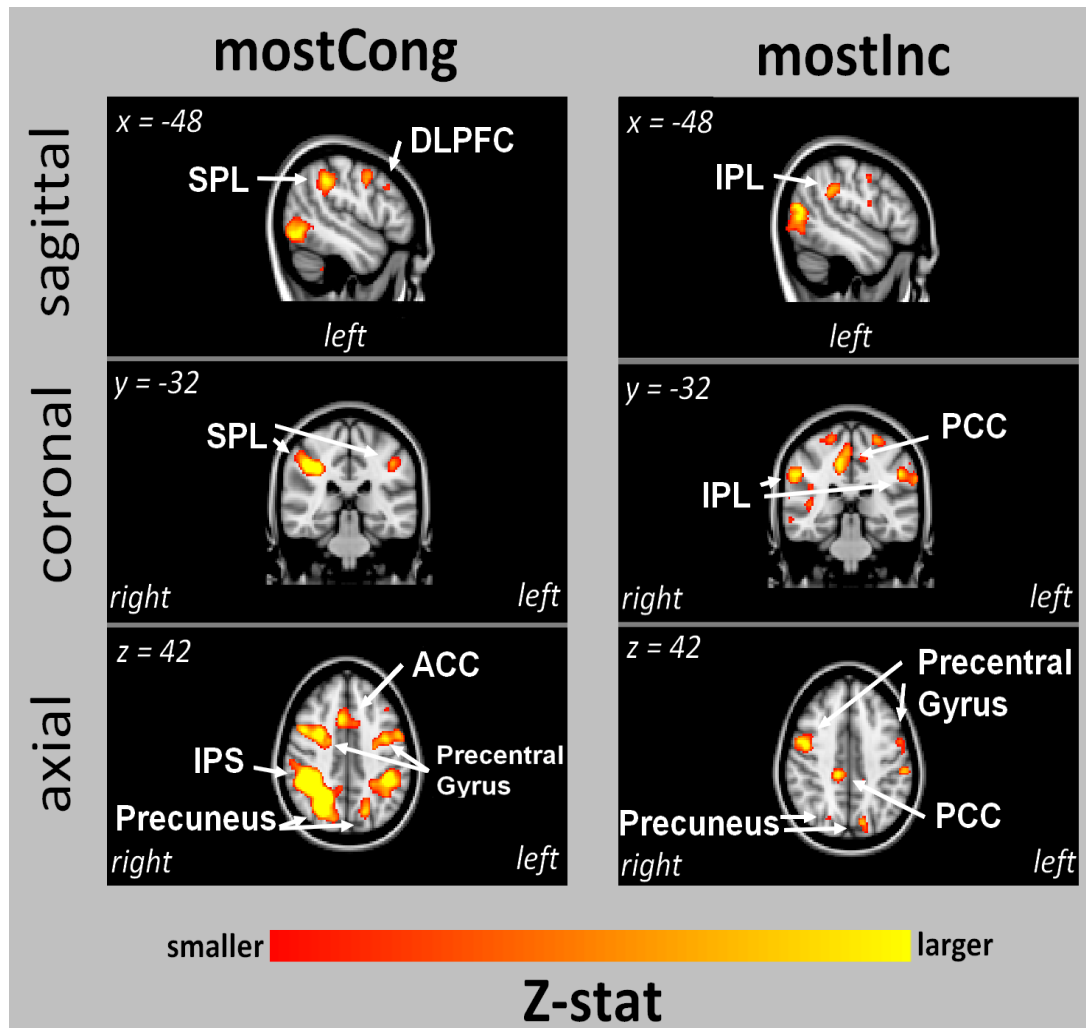 mostCong
mostInc
sagittal
x = -48
SPL
DLPFC
left
x = -48
IPL
left
coronal
y = -32
SPL
right
left
y = -32
PCC
IPL
right
left
axial
z = 42
ACC
IPS
Precentral
Gyrus
Precuneus
right
left
z = 42
Precentral
Gyrus
Precuneus
PCC
right
left
smaller
larger
Z-stat